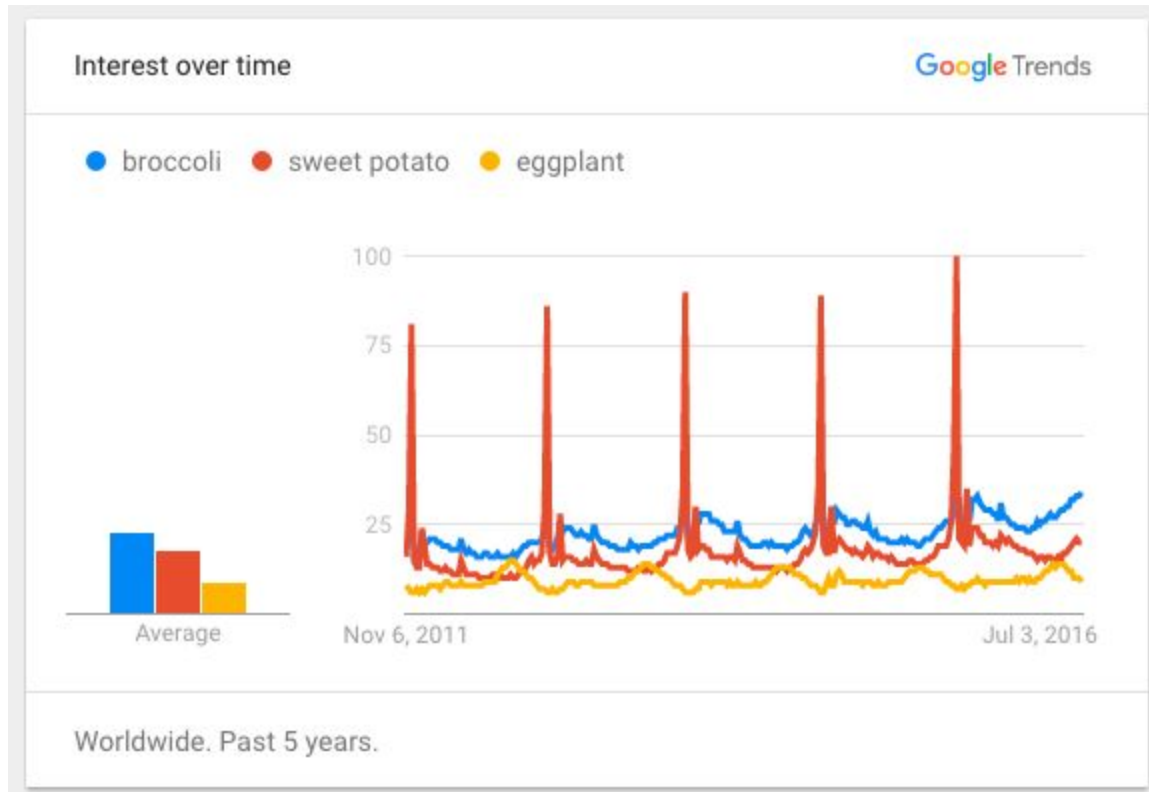 Interest over time
Google Trends
broccoli sweet potato eggplant
100
75
50
25
Average
Nov 6, 2011
Jul 3, 2016
Worldwide. Past 5 years.